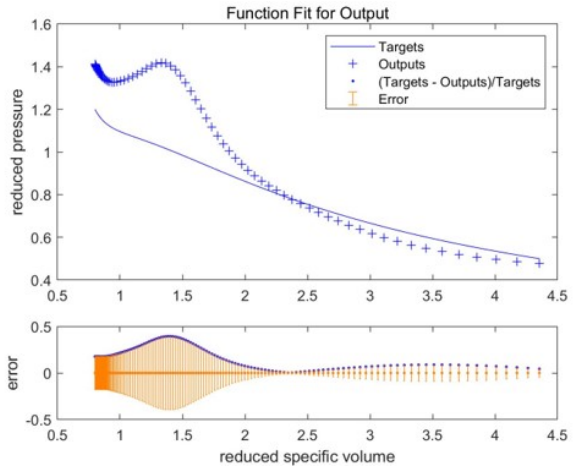 Function Fit for Output
1.6
1.4
1.2
1
0.8
0.6
0.4
reduced pressure
Targets
Outputs
(Targets - Outputs)/Targets
Error
0.5 1 1.5 2 2.5 3 3.5 4 4.5
0.5
0
-0.5
error
0.5 1 1.5 2 2.5 3 3.5 4 4.5
reduced specific volume